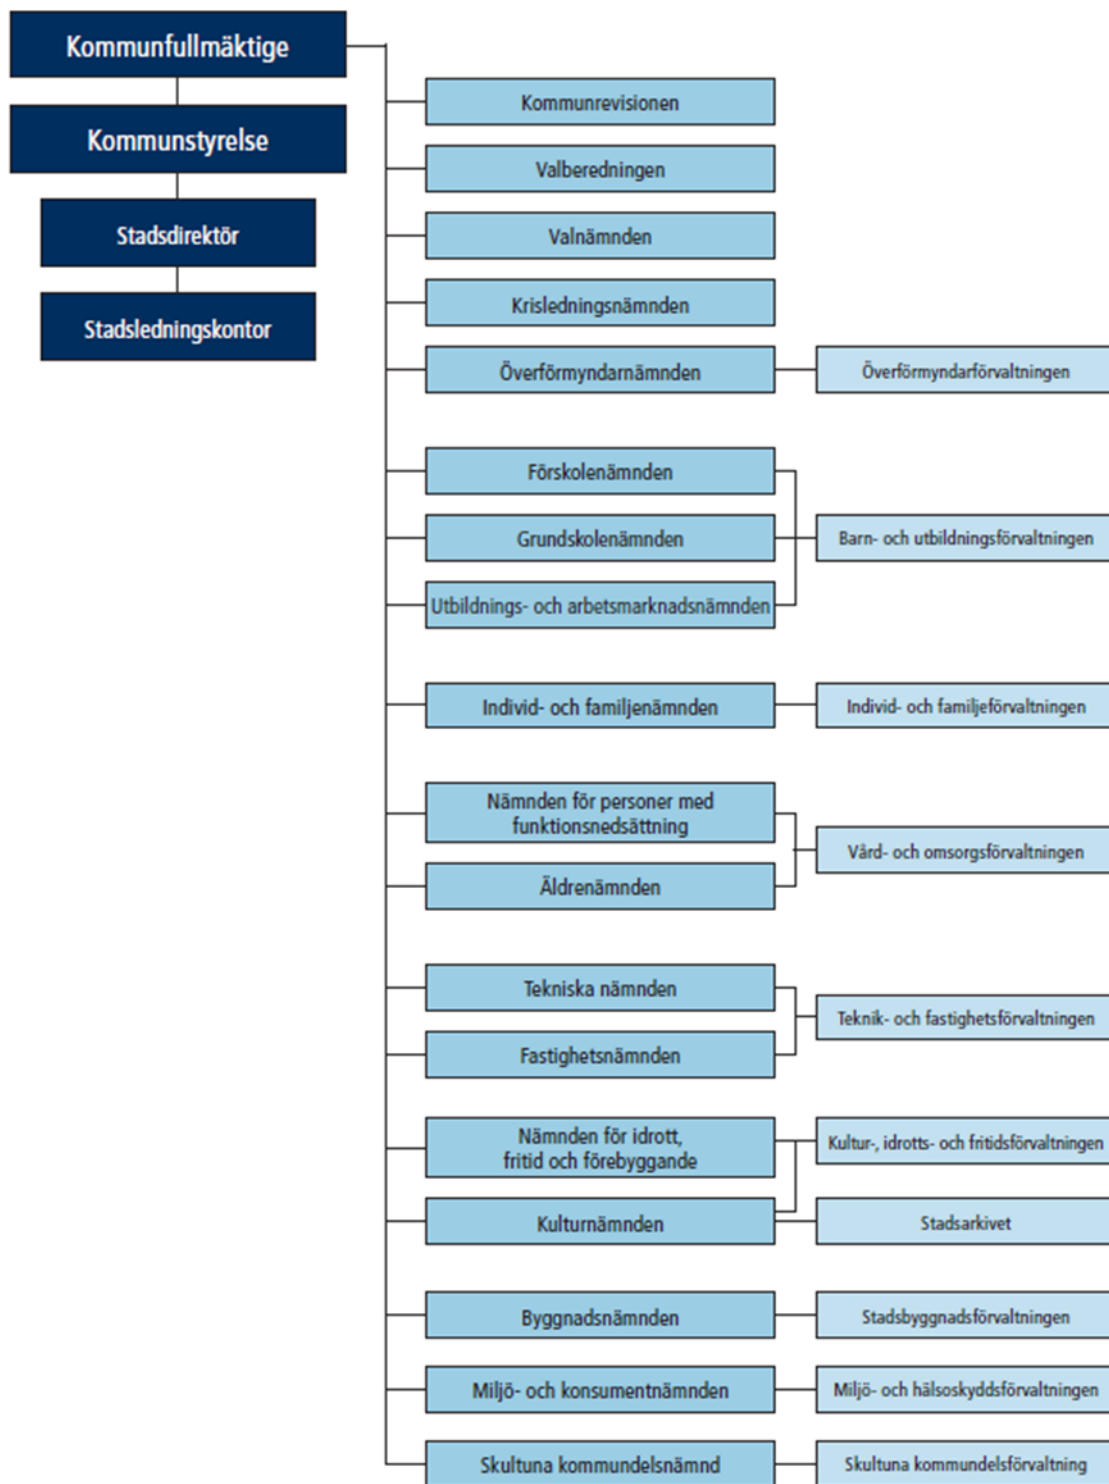 Kommunfullmäktige
Kommunstyrelse
Stadsdirektör
Stadsledningskontor
Kommunrevisionen
Valberedningen
Valnämnden
Krisledningsnämnden
Överförmyndarnämnden
Överförmyndarförvaltningen
Förskolenämnden
Grundskolenämnden
Barn- och utbildningsförvaltningen
Utbildnings- och arbetsmarknadsnämnden
Individ- och familjenämnden
Individ- och familjeförvaltningen
Nämnden för personer med
funktionsnedsättning
Vård- och omsorgsförvaltningen
Äldrenämnden
Tekniska nämnden
Teknik- och fastighetsförvaltningen
Fastighetsnämnden
Nämnden för idrott,
fritid och förebyggande
Kultur-, idrotts- och fritidsförvaltningen
Kulturnämnden
Stadsarkivet
Byggnadsnämnden
Stadsbyggnadsförvaltningen
Miljö- och konsumentnämnden
Miljö- och hälsoskyddsförvaltningen
Skultuna kommundelsnämnd
Skultuna kommundelsförvaltning